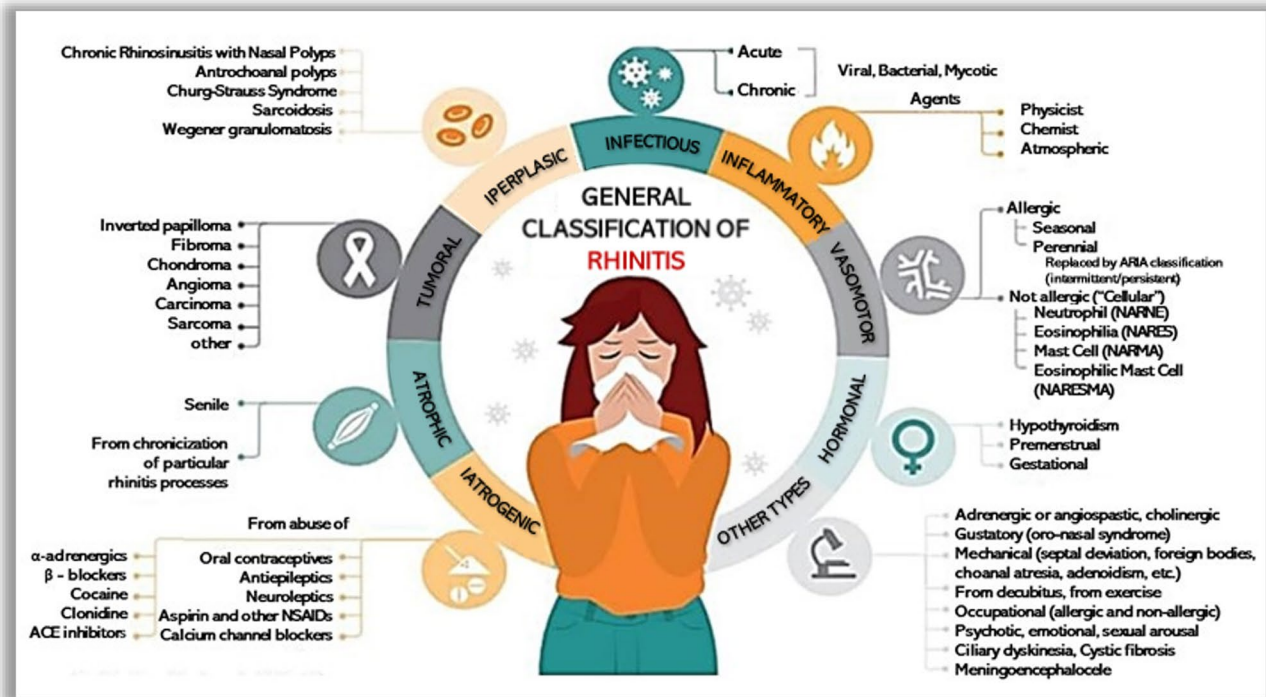 GENERAL
CLASSIFICATION OF
RHINITIS
INFECTIOUS
Acute
Chronic
Viral, Bacterial, Mycotic
INFLAMMATORY
Agents
Physicist
Chemist
Atmospheric
VASOMOTOR
Allergic
Seasonal
Perennial
Replaced by ARIA classification
(intermittent/persistent)
Not allergic ("Cellular")
Neutrophil (NARNE)
Eosinophilia (NARES)
Mast Cell (NARMA)
Eosinophilic Mast Cell
(NARESMA)
HORMONAL
Hypothyroidism
Premenstrual
Gestational
OTHER TYPES
Adrenergic or angiospastic, cholinergic
Gustatory (oro-nasal syndrome)
Mechanical (septal deviation, foreign bodies,
choanal atresia, adenoidism, etc.)
From decubitus, from exercise
Occupational (allergic and non-allergic)
Psychotic, emotional, sexual arousal
Ciliary dyskinesia, Cystic fibrosis
Meningoencephalocele
IATROGENIC
From abuse of
α-adrenergics
β - blockers
Cocaine
Clonidine
ACE inhibitors
Oral contraceptives
Antiepileptics
Neuroleptics
Aspirin and other NSAIDs
Calcium channel blockers
ATROPHIC
Senile
From chronicization
of particular
rhinitis processes
TUMORAL
Inverted papilloma
Fibroma
Chondroma
Angioma
Carcinoma
Sarcoma
other
IPERPLASIC
Chronic Rhinosinusitis with Nasal Polyps
Antrochoanal polyps
Churg-Strauss Syndrome
Sarcoidosis
Wegener granulomatosis